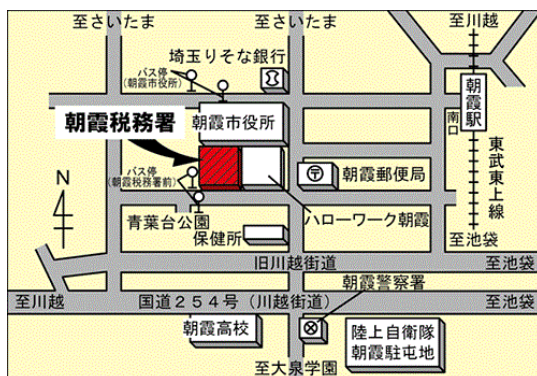 至さいたま
至さいたま
至川越
埼玉りそな銀行
バス停
(朝霞市役所)
朝霞駅
南口
朝霞税務署
朝霞市役所
東武東上線
バス停
(朝霞税務署前)
〒
朝霞郵便局
N
青葉台公園
ハローワーク朝霞
保健所
至池袋
旧川越街道
至池袋
朝霞警察署
至川越
国道254号(川越街道)
至池袋
朝霞高校
陸上自衛隊
朝霞駐屯地
至大泉学園